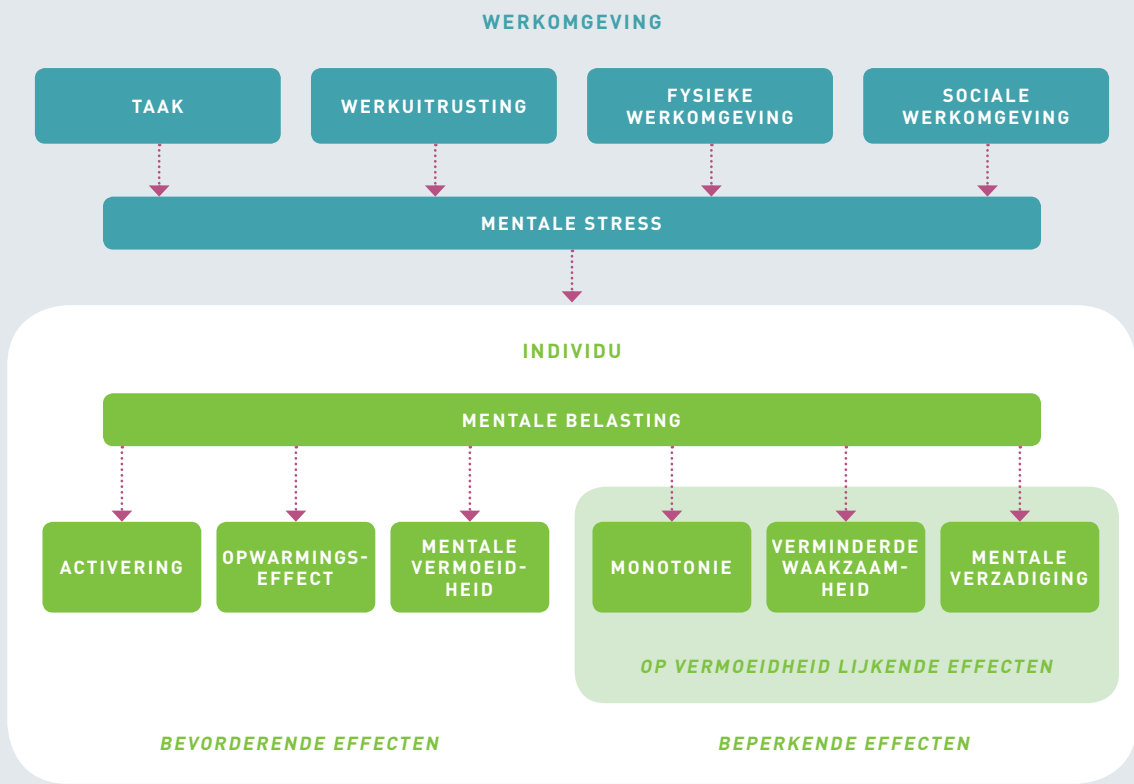 WERKOMGEVING
TAAK
WERKUITRUSTING
FYSIEKE
WERKOMGEVING
SOCIALE
WERKOMGEVING
MENTALE STRESS
INDIVIDU
MENTALE BELASTING
ACTIVERING
OPWARMINGS-
EFFECT
MENTALE
VERMOEID-
HEID
MONOTONIE
VERMINDERDE
WAAKZAAM-
HEID
MENTALE
VERZADIGING
OP VERMOEIDHEID LIJKENDE EFFECTEN
BEVORDERENDE EFFECTEN
BEPERKENDE EFFECTEN